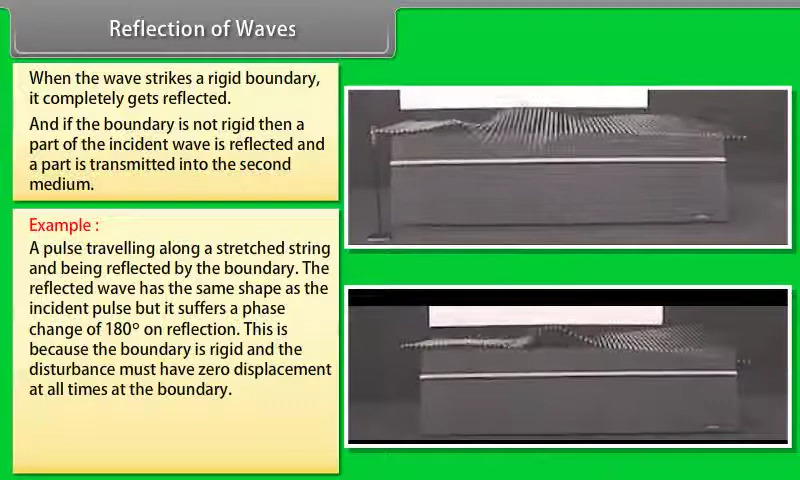 Reflection of Waves
When the wave strikes a rigid boundary,
it completely gets reflected.
And if the boundary is not rigid then a
part of the incident wave is reflected and
a part is transmitted into the second
medium.
Example :
A pulse travelling along a stretched string
and being reflected by the boundary. The
reflected wave has the same shape as the
incident pulse but it suffers a phase
change of 180º on reflection. This is
because the boundary is rigid and the
disturbance must have zero displacement
at all times at the boundary.